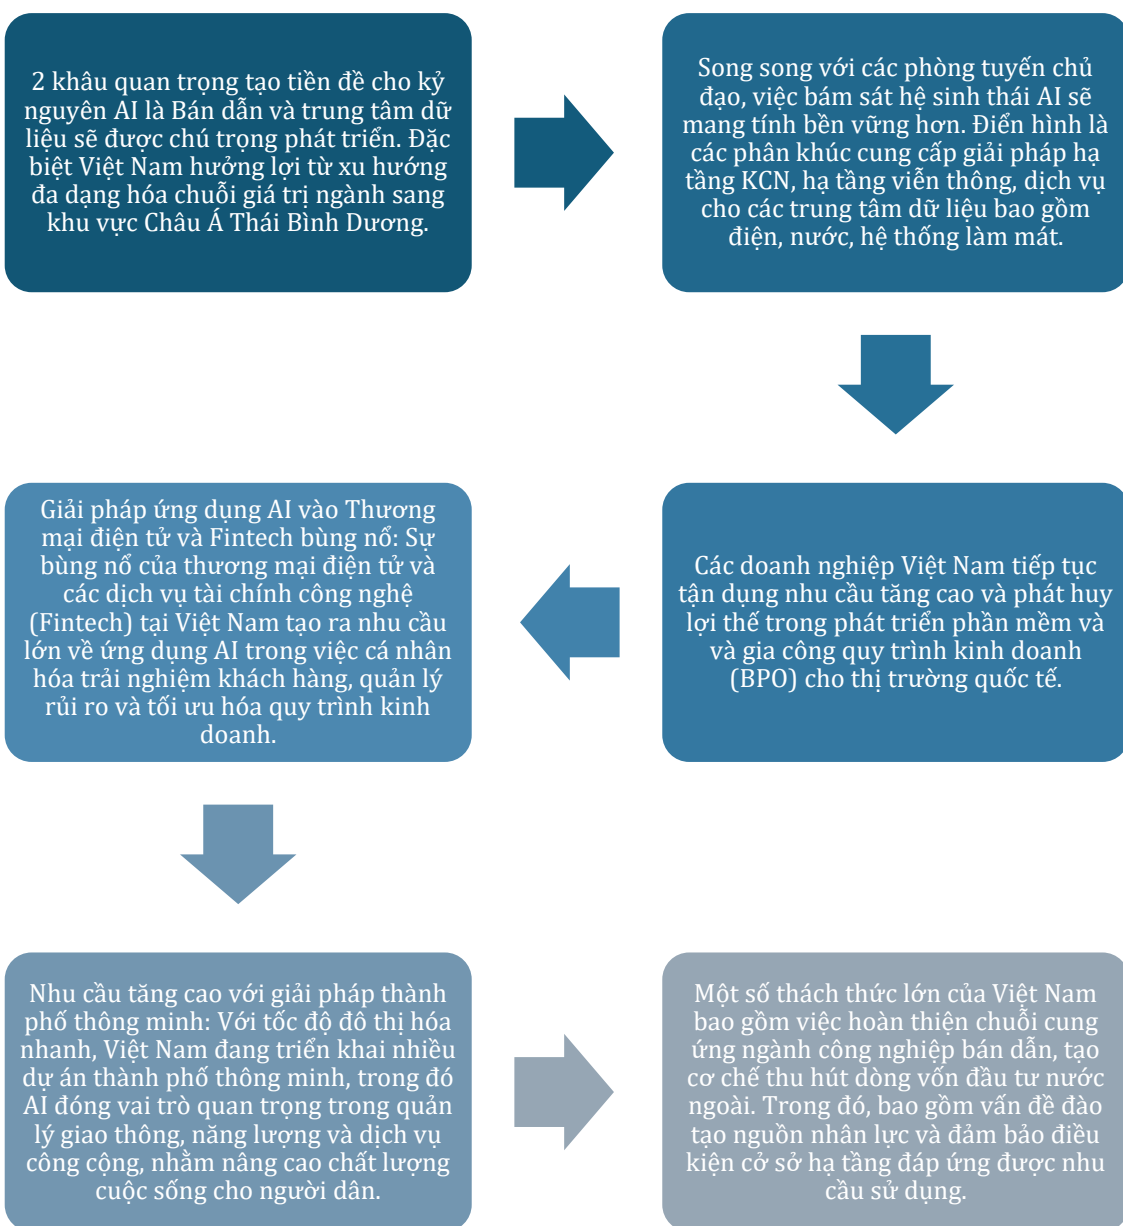 2 khâu quan trọng tạo tiền đề cho kỷ
nguyên AI là Bán dẫn và trung tâm dữ
liệu sẽ được chú trọng phát triển. Đặc
biệt Việt Nam hưởng lợi từ xu hướng
đa dạng hóa chuỗi giá trị ngành sang
khu vực Châu Á Thái Bình Dương.
Song song với các phòng tuyến chủ
đạo, việc bám sát hệ sinh thái AI sẽ
mang tính bền vững hơn. Điển hình là
các phân khúc cung cấp giải pháp hạ
tầng KCN, hạ tầng viễn thông, dịch vụ
cho các trung tâm dữ liệu bao gồm
điện, nước, hệ thống làm mát.
Các doanh nghiệp Việt Nam tiếp tục
tận dụng nhu cầu tăng cao và phát huy
lợi thế trong phát triển phần mềm và
và gia công quy trình kinh doanh
(BPO) cho thị trường quốc tế.
Giải pháp ứng dụng AI vào Thương
mại điện tử và Fintech bùng nổ: Sự
bùng nổ của thương mại điện tử và
các dịch vụ tài chính công nghệ
(Fintech) tại Việt Nam tạo ra nhu cầu
lớn về ứng dụng AI trong việc cá nhân
hóa trải nghiệm khách hàng, quản lý
rủi ro và tối ưu hóa quy trình kinh
doanh.
Nhu cầu tăng cao với giải pháp thành
phố thông minh: Với tốc độ đô thị hóa
nhanh, Việt Nam đang triển khai nhiều
dự án thành phố thông minh, trong đó
AI đóng vai trò quan trọng trong quản
lý giao thông, năng lượng và dịch vụ
công cộng, nhằm nâng cao chất lượng
cuộc sống cho người dân.
Một số thách thức lớn của Việt Nam
bao gồm việc hoàn thiện chuỗi cung
ứng ngành công nghiệp bán dẫn, tạo
cơ chế thu hút dòng vốn đầu tư nước
ngoài. Trong đó, bao gồm vấn đề đào
tạo nguồn nhân lực và đảm bảo điều
kiện cở sở hạ tầng đáp ứng được nhu
cầu sử dụng.